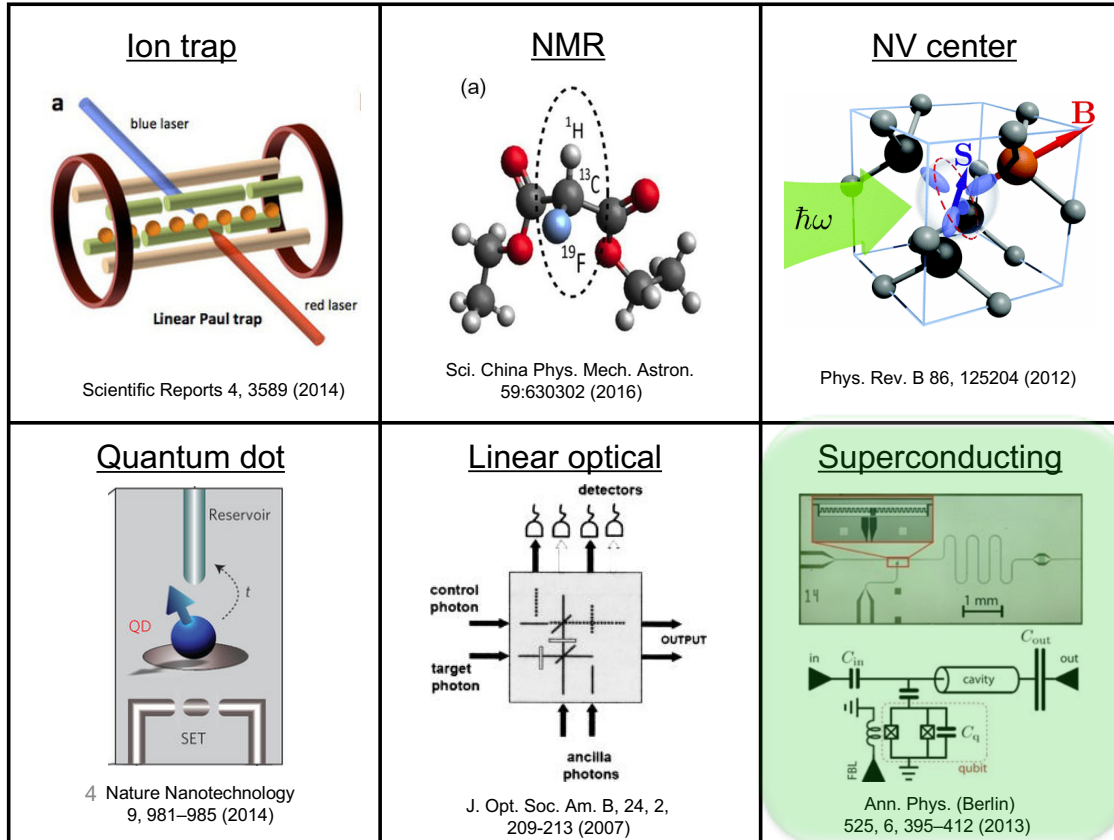 Ion trap
a
blue laser
red laser
Linear Paul trap
Scientific Reports 4, 3589 (2014)
NMR
(a)
¹H
¹³C
¹⁹F
Sci. China Phys. Mech. Astron.
59:630302 (2016)
NV center
B
S
ℏω
Phys. Rev. B 86, 125204 (2012)
Quantum dot
Reservoir
t
QD
SET
4 Nature Nanotechnology
9, 981–985 (2014)
Linear optical
detectors
control
photon
target
photon
OUTPUT
ancilla
photons
J. Opt. Soc. Am. B, 24, 2,
209-213 (2007)
Superconducting
14
1 mm
in
C_in
C_out
out
cavity
C_q
FBL
qubit
Ann. Phys. (Berlin)
525, 6, 395–412 (2013)